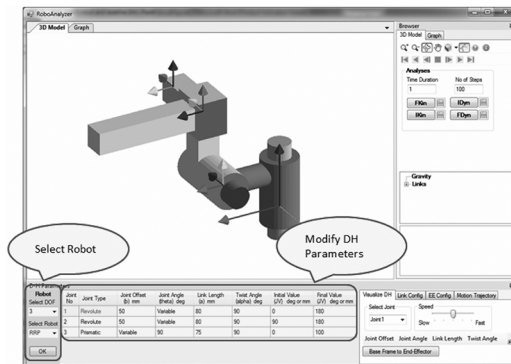 RoboAnalyzer
3D Model Graph
Browser
3D Model Graph
Analyses
Time Duration No of Steps
1 100
FKin IDyn
IKin FDyn
Gravity
Links
Select Robot
Modify DH
Parameters
D-H Parameters
Robot
Select DOF
3
Select Robot
RRP
OK
Joint No Joint Type Joint Offset (b) mm Joint Angle (theta) deg Link Length (a) mm Twist Angle (alpha) deg Initial Value (JV) deg or mm Final Value (JV) deg or mm
1 Revolute 50 Variable 80 90 0 180
2 Revolute 50 Variable 80 90 90 180
3 Prismatic Variable 90 75 90 0 100
Visualize DH Link Config EE Config Motion Trajectory
Select Joint Speed
Joint1 Slow Fast
Joint Offset Joint Angle Link Length Twist Angle
Base Frame to End-Effector